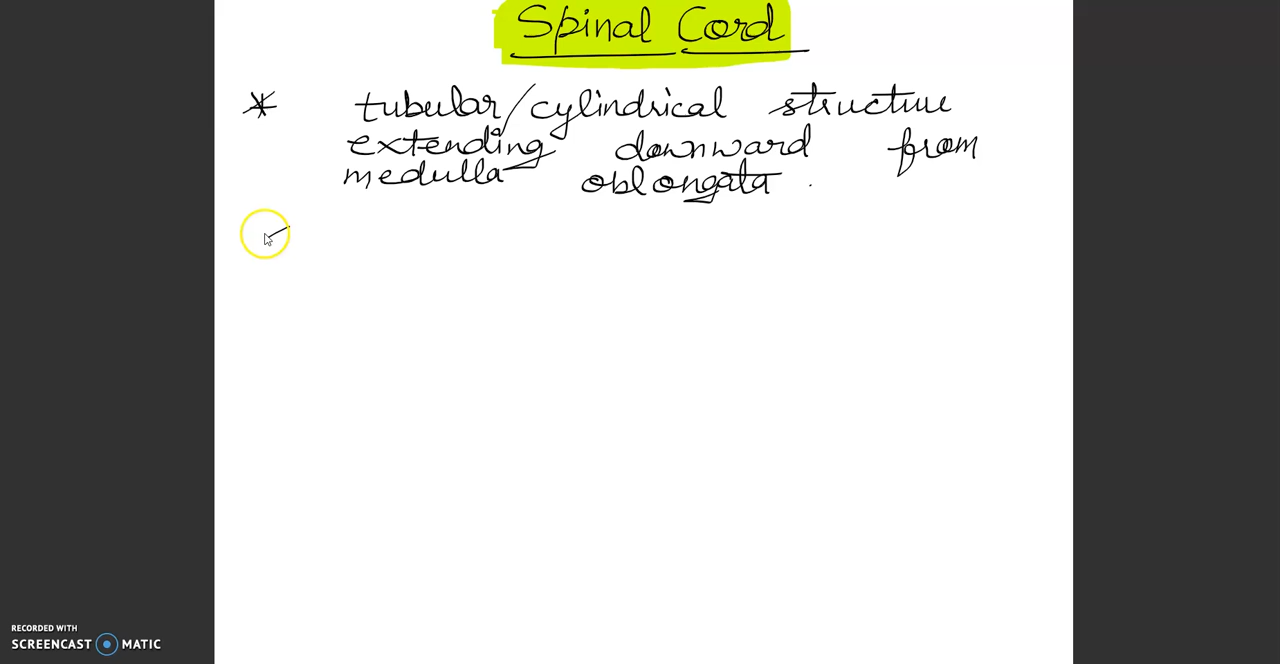 Spinal Cord
* tubular/cylindrical structure
extending downward from
medulla oblongata.
RECORDED WITH
SCREENCAST MATIC